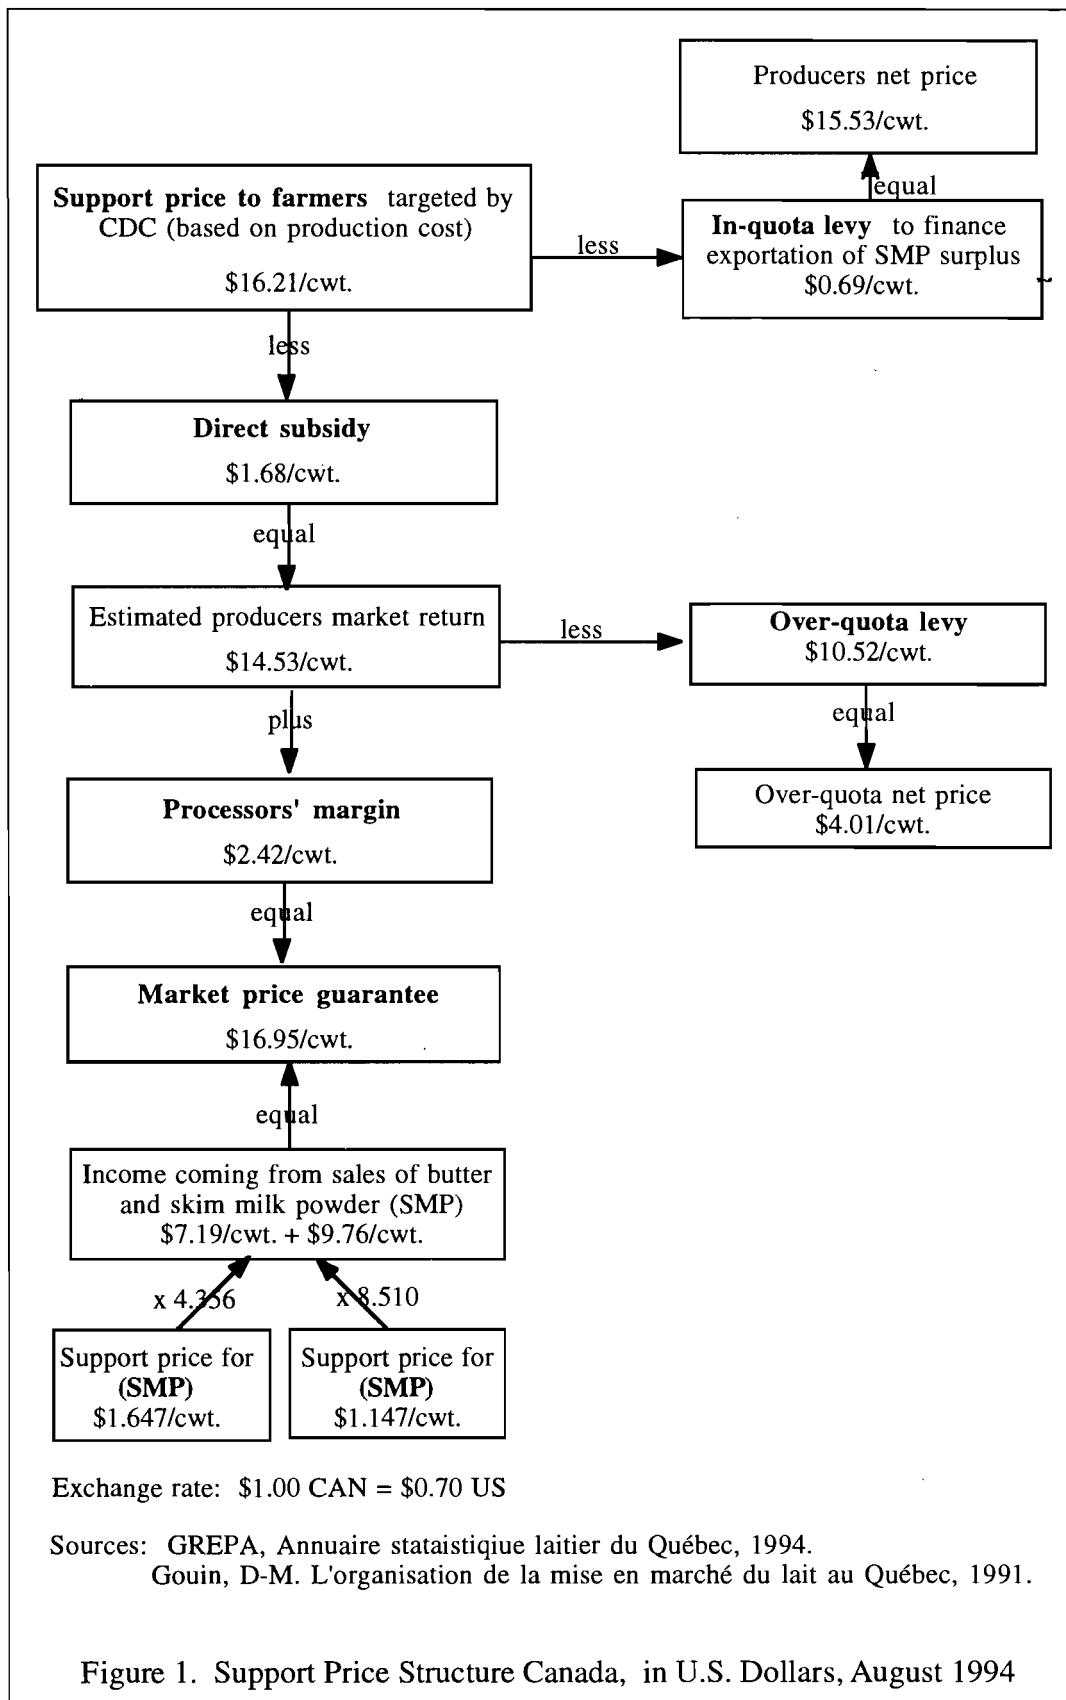 Producers net price
$15.53/cwt.
equal
Support price to farmers targeted by
CDC (based on production cost)
$16.21/cwt.
less
In-quota levy to finance
exportation of SMP surplus
$0.69/cwt.
less
Direct subsidy
$1.68/cwt.
equal
Estimated producers market return
$14.53/cwt.
less
Over-quota levy
$10.52/cwt.
equal
Over-quota net price
$4.01/cwt.
plus
Processors' margin
$2.42/cwt.
equal
Market price guarantee
$16.95/cwt.
equal
Income coming from sales of butter
and skim milk powder (SMP)
$7.19/cwt. + $9.76/cwt.
x 4.356
x 8.510
Support price for
(SMP)
$1.647/cwt.
Support price for
(SMP)
$1.147/cwt.
Exchange rate: $1.00 CAN = $0.70 US
Sources: GREPA, Annuaire stataistiqiue laitier du Québec, 1994.
Gouin, D-M. L'organisation de la mise en marché du lait au Québec, 1991.
Figure 1. Support Price Structure Canada, in U.S. Dollars, August 1994